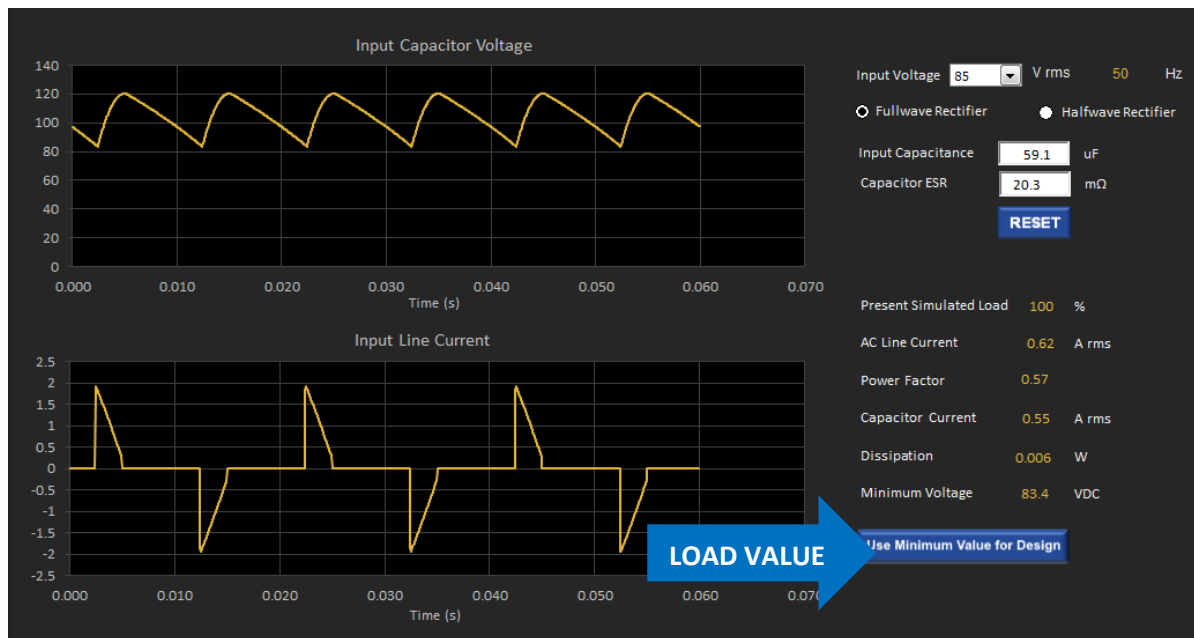 Input Capacitor Voltage
140
120
100
80
60
40
20
0
0.000 0.010 0.020 0.030 0.040 0.050 0.060 0.070
Time (s)
Input Line Current
2.5
2
1.5
1
0.5
0
-0.5
-1
-1.5
-2
-2.5
0.000 0.010 0.020 0.030 0.040 0.050 0.060 0.07
Time (s)
Input Voltage 85 V rms 50 Hz
Fullwave Rectifier Halfwave Rectifier
Input Capacitance 59.1 uF
Capacitor ESR 20.3 mΩ
RESET
Present Simulated Load 100 %
AC Line Current 0.62 A rms
Power Factor 0.57
Capacitor Current 0.55 A rms
Dissipation 0.006 W
Minimum Voltage 83.4 VDC
LOAD VALUE
Use Minimum Value for Design